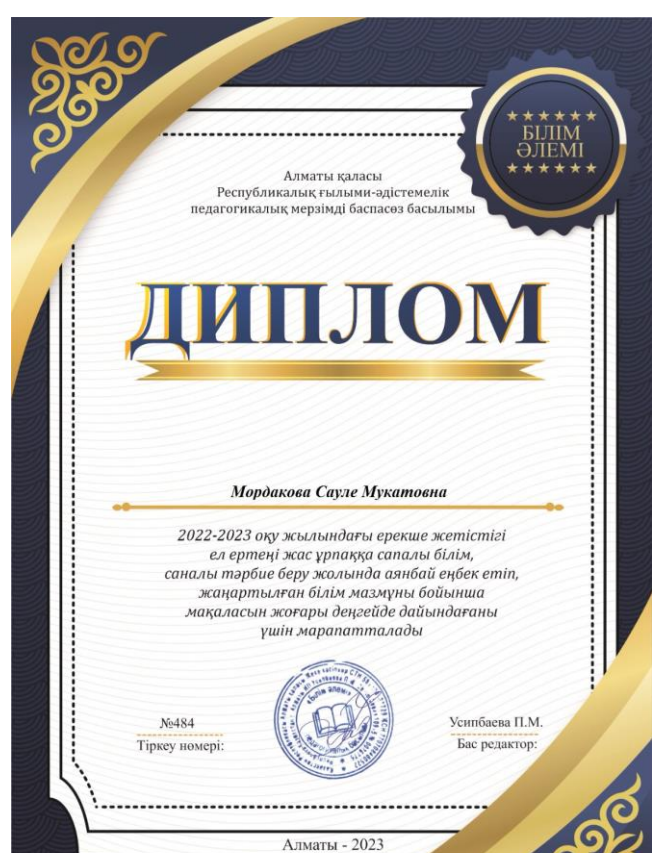 БІЛІМ
ӘЛЕМІ
Алматы қаласы
Республикалық ғылыми-әдістемелік
педагогикалық мерзімді баспасөз басылымы
ДИПЛОМ
Мордакова Сауле Мукатовна
2022-2023 оқу жылындағы ерекше жетістігі
ел ертеңі жас ұрпаққа сапалы білім,
саналы тәрбие беру жолында аянбай еңбек етіп,
жаңартылған білім мазмұны бойынша
мақаласын жоғары деңгейде дайындағаны
үшін марапатталады
№484
Тіркеу нөмері:
«Білім әлемі»
Усипбаева П.М.
Бас редактор:
Алматы - 2023